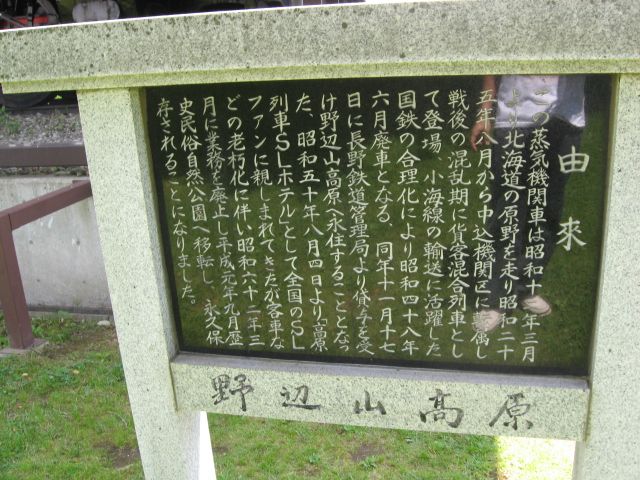 由来
この蒸気機関車は昭和十二年三月
より北海道の原野を走り昭和二十
五年八月から中込機関区に籍属し
戦後の混乱期に貨客混合列車とし
て登場 小海線の輸送に活躍した
国鉄の合理化により昭和四十八年
六月廃車となる 同年十一月十七
日に長野鉄道管理局より貸与を受
け野辺山高原へ永住することとなっ
た 昭和五十年八月四日より高原
列車SLホテルとして全国のSL
ファンに親しまれてきたが客車な
どの老朽化に伴い昭和六十二年三
月に業務を廃止し平成元年九月歴
史民俗自然公園へ移転し、永久保
存されることになりました。
野辺山高原